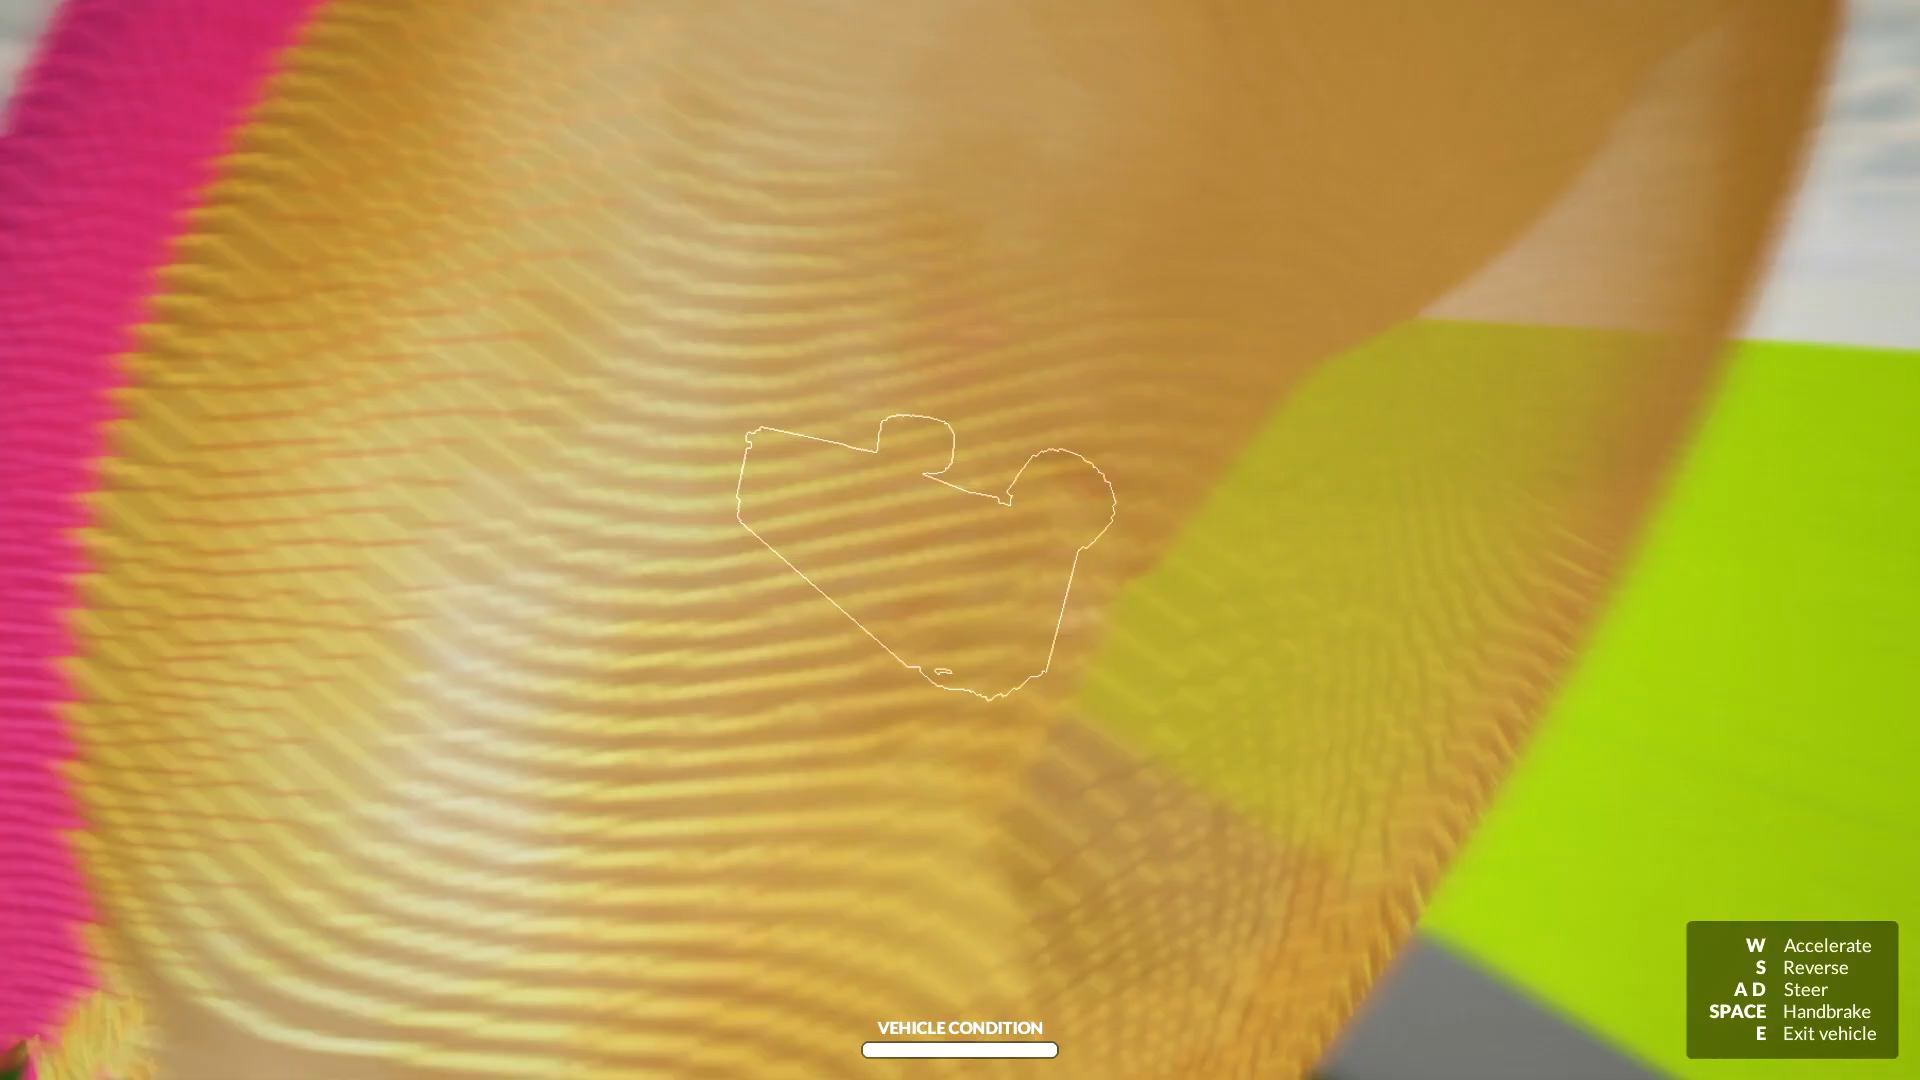 W Accelerate
S Reverse
A D Steer
SPACE Handbrake
E Exit vehicle
VEHICLE CONDITION